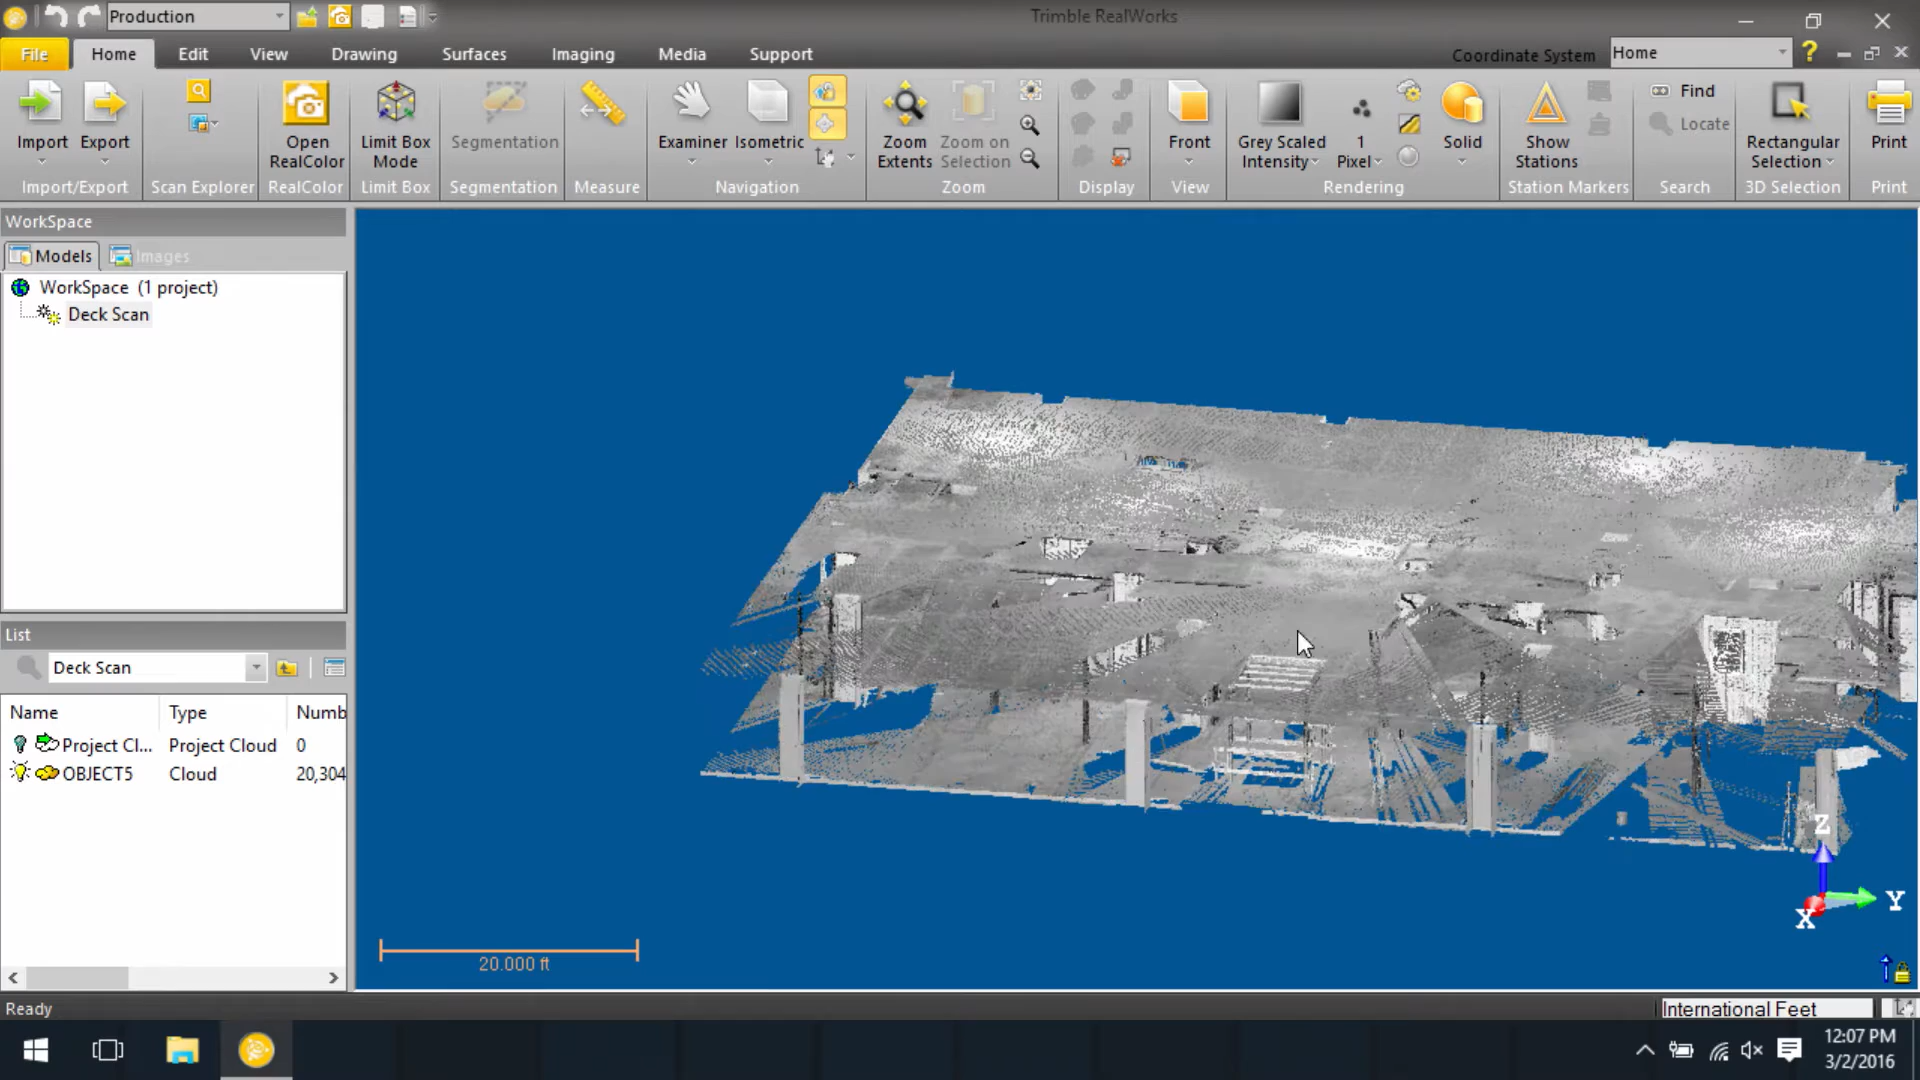 Production
Trimble RealWorks
File
Home
Edit
View
Drawing
Surfaces
Imaging
Media
Support
Coordinate System
Home
Import
Export
Import/Export
Scan Explorer
Open
RealColor
RealColor
Limit Box
Mode
Limit Box
Segmentation
Segmentation
Measure
Examiner
Isometric
Navigation
Zoom
Extents
Zoom on
Selection
Zoom
Display
Front
View
Grey Scaled
Intensity
1
Pixel
Solid
Rendering
Show
Stations
Station Markers
Find
Locate
Search
Rectangular
Selection
3D Selection
Print
Print
WorkSpace
Models
Images
WorkSpace (1 project)
Deck Scan
List
Deck Scan
Name
Type
Numb
Project Cl...
Project Cloud
0
OBJECT5
Cloud
20,304
20.000 ft
Z
Y
X
Ready
International Feet
12:07 PM
3/2/2016